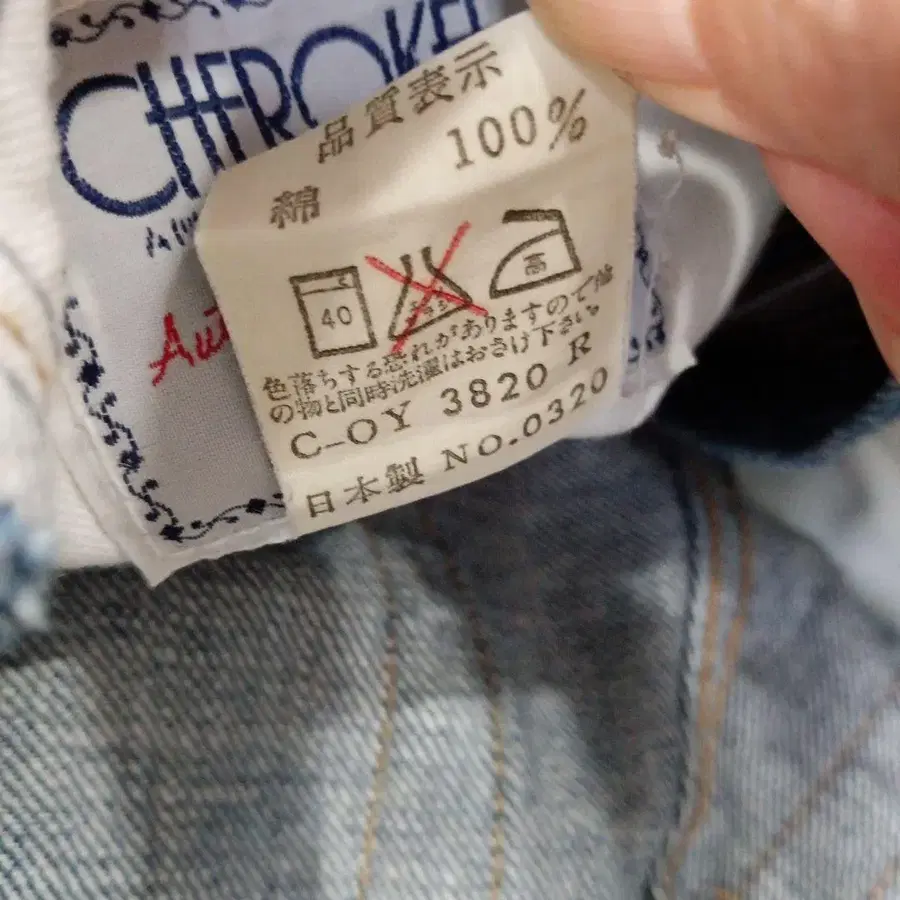 CHEROKEE
品質表示
綿 100%
40
高
色落ちする恐れがありますので他
の物と同時洗濯はおさけ下さい。
C-OY 3820 R
日本製 NO.0320